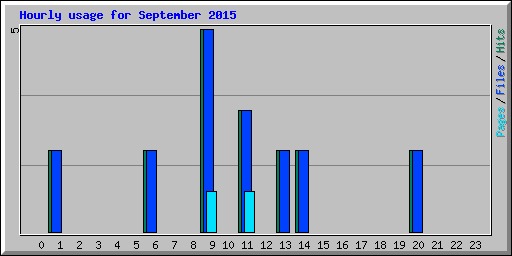 Hourly usage for September 2015
5
Pages/Files/Hits
0 1 2 3 4 5 6 7 8 9 10 11 12 13 14 15 16 17 18 19 20 21 22 23